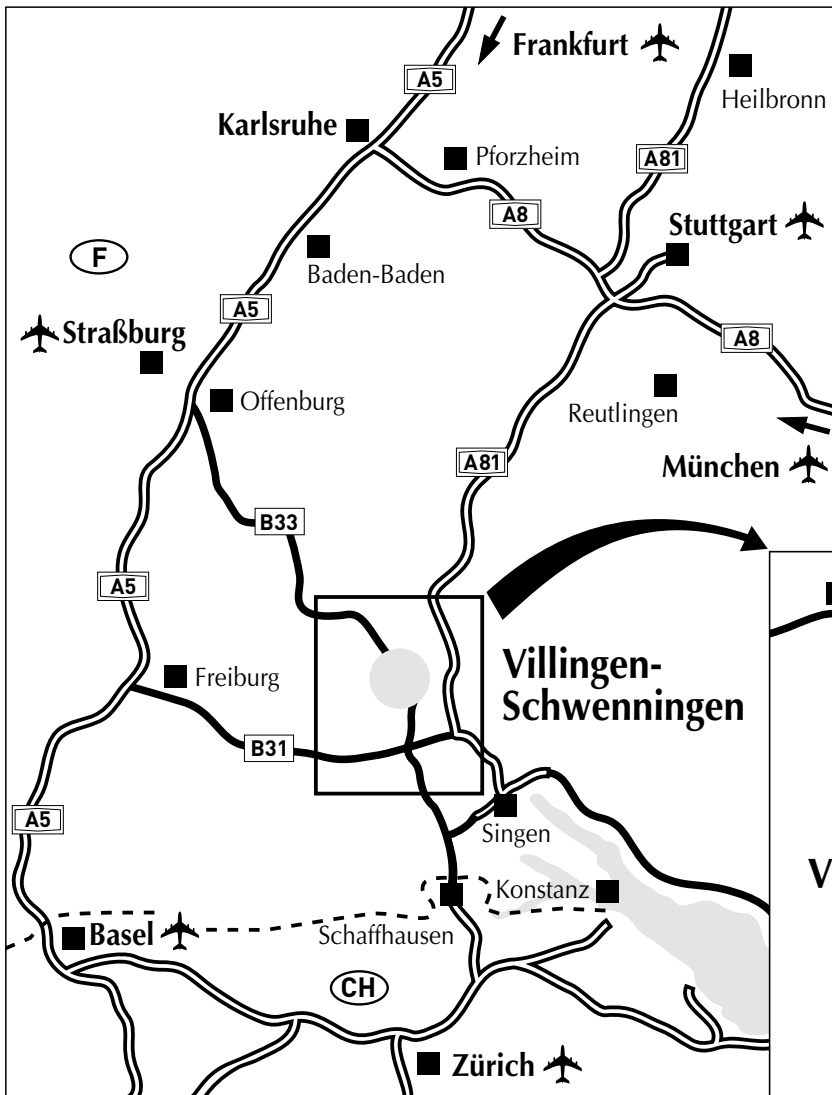 Frankfurt
A5
Heilbronn
Karlsruhe
Pforzheim
A81
A8
Stuttgart
F
Baden-Baden
A5
Straßburg
A8
Offenburg
Reutlingen
A81
München
B33
A5
Villingen-
Schwenningen
Freiburg
B31
A5
Singen
V
Konstanz
Basel
Schaffhausen
CH
Zürich